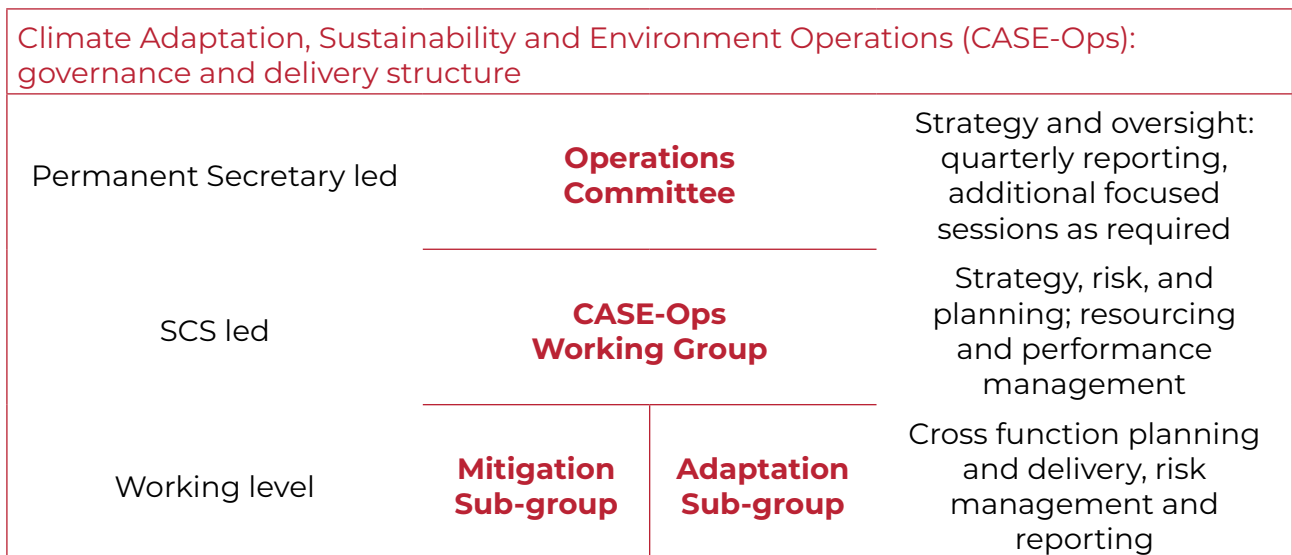 Climate Adaptation, Sustainability and Environment Operations (CASE-Ops):
governance and delivery structure
Permanent Secretary led
Operations
Committee
Strategy and oversight:
quarterly reporting,
additional focused
sessions as required
SCS led
CASE-Ops
Working Group
Strategy, risk, and
planning; resourcing
and performance
management
Working level
Mitigation
Sub-group
Adaptation
Sub-group
Cross function planning
and delivery, risk
management and
reporting